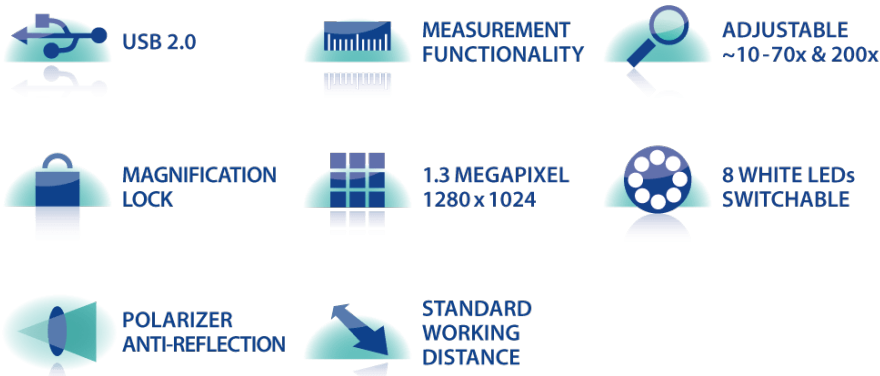 USB 2.0
MEASUREMENT
FUNCTIONALITY
ADJUSTABLE
~10-70x & 200x
MAGNIFICATION
LOCK
1.3 MEGAPIXEL
1280 x 1024
8 WHITE LEDs
SWITCHABLE
POLARIZER
ANTI-REFLECTION
STANDARD
WORKING
DISTANCE